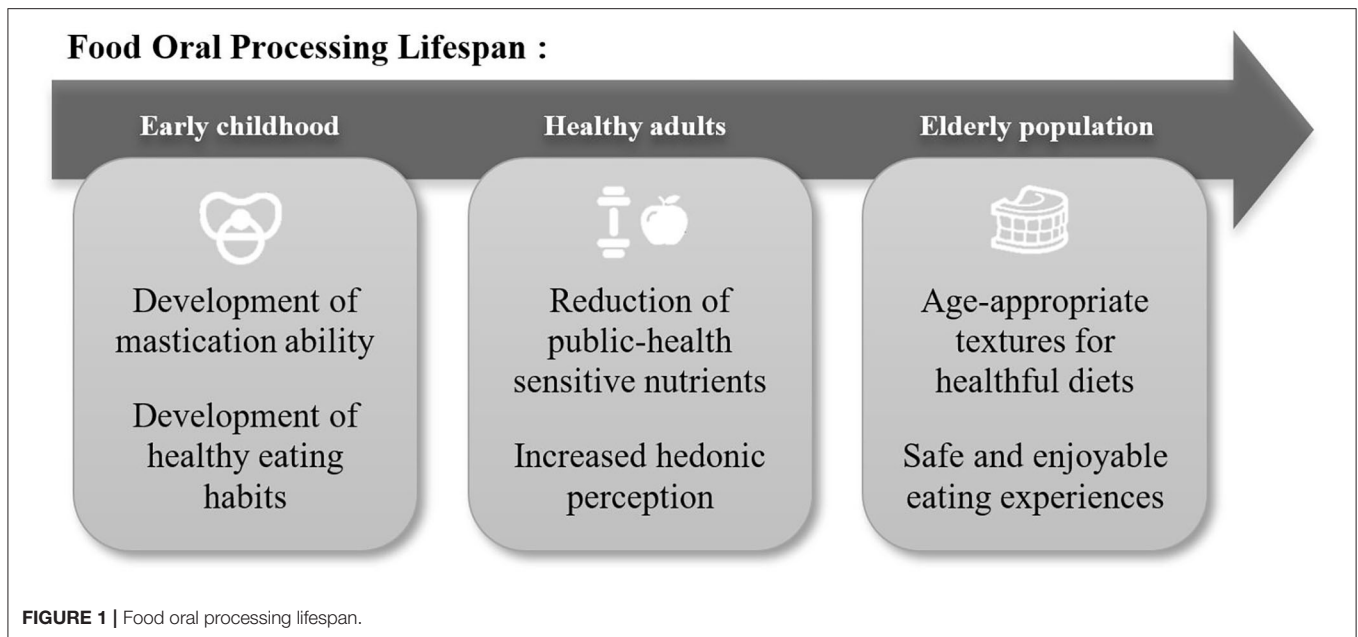 Food Oral Processing Lifespan :
Early childhood
Healthy adults
Elderly population
Development of
mastication ability
Development of
healthy eating
habits
Reduction of
public-health
sensitive nutrients
Increased hedonic
perception
Age-appropriate
textures for
healthful diets
Safe and enjoyable
eating experiences
FIGURE 1 | Food oral processing lifespan.